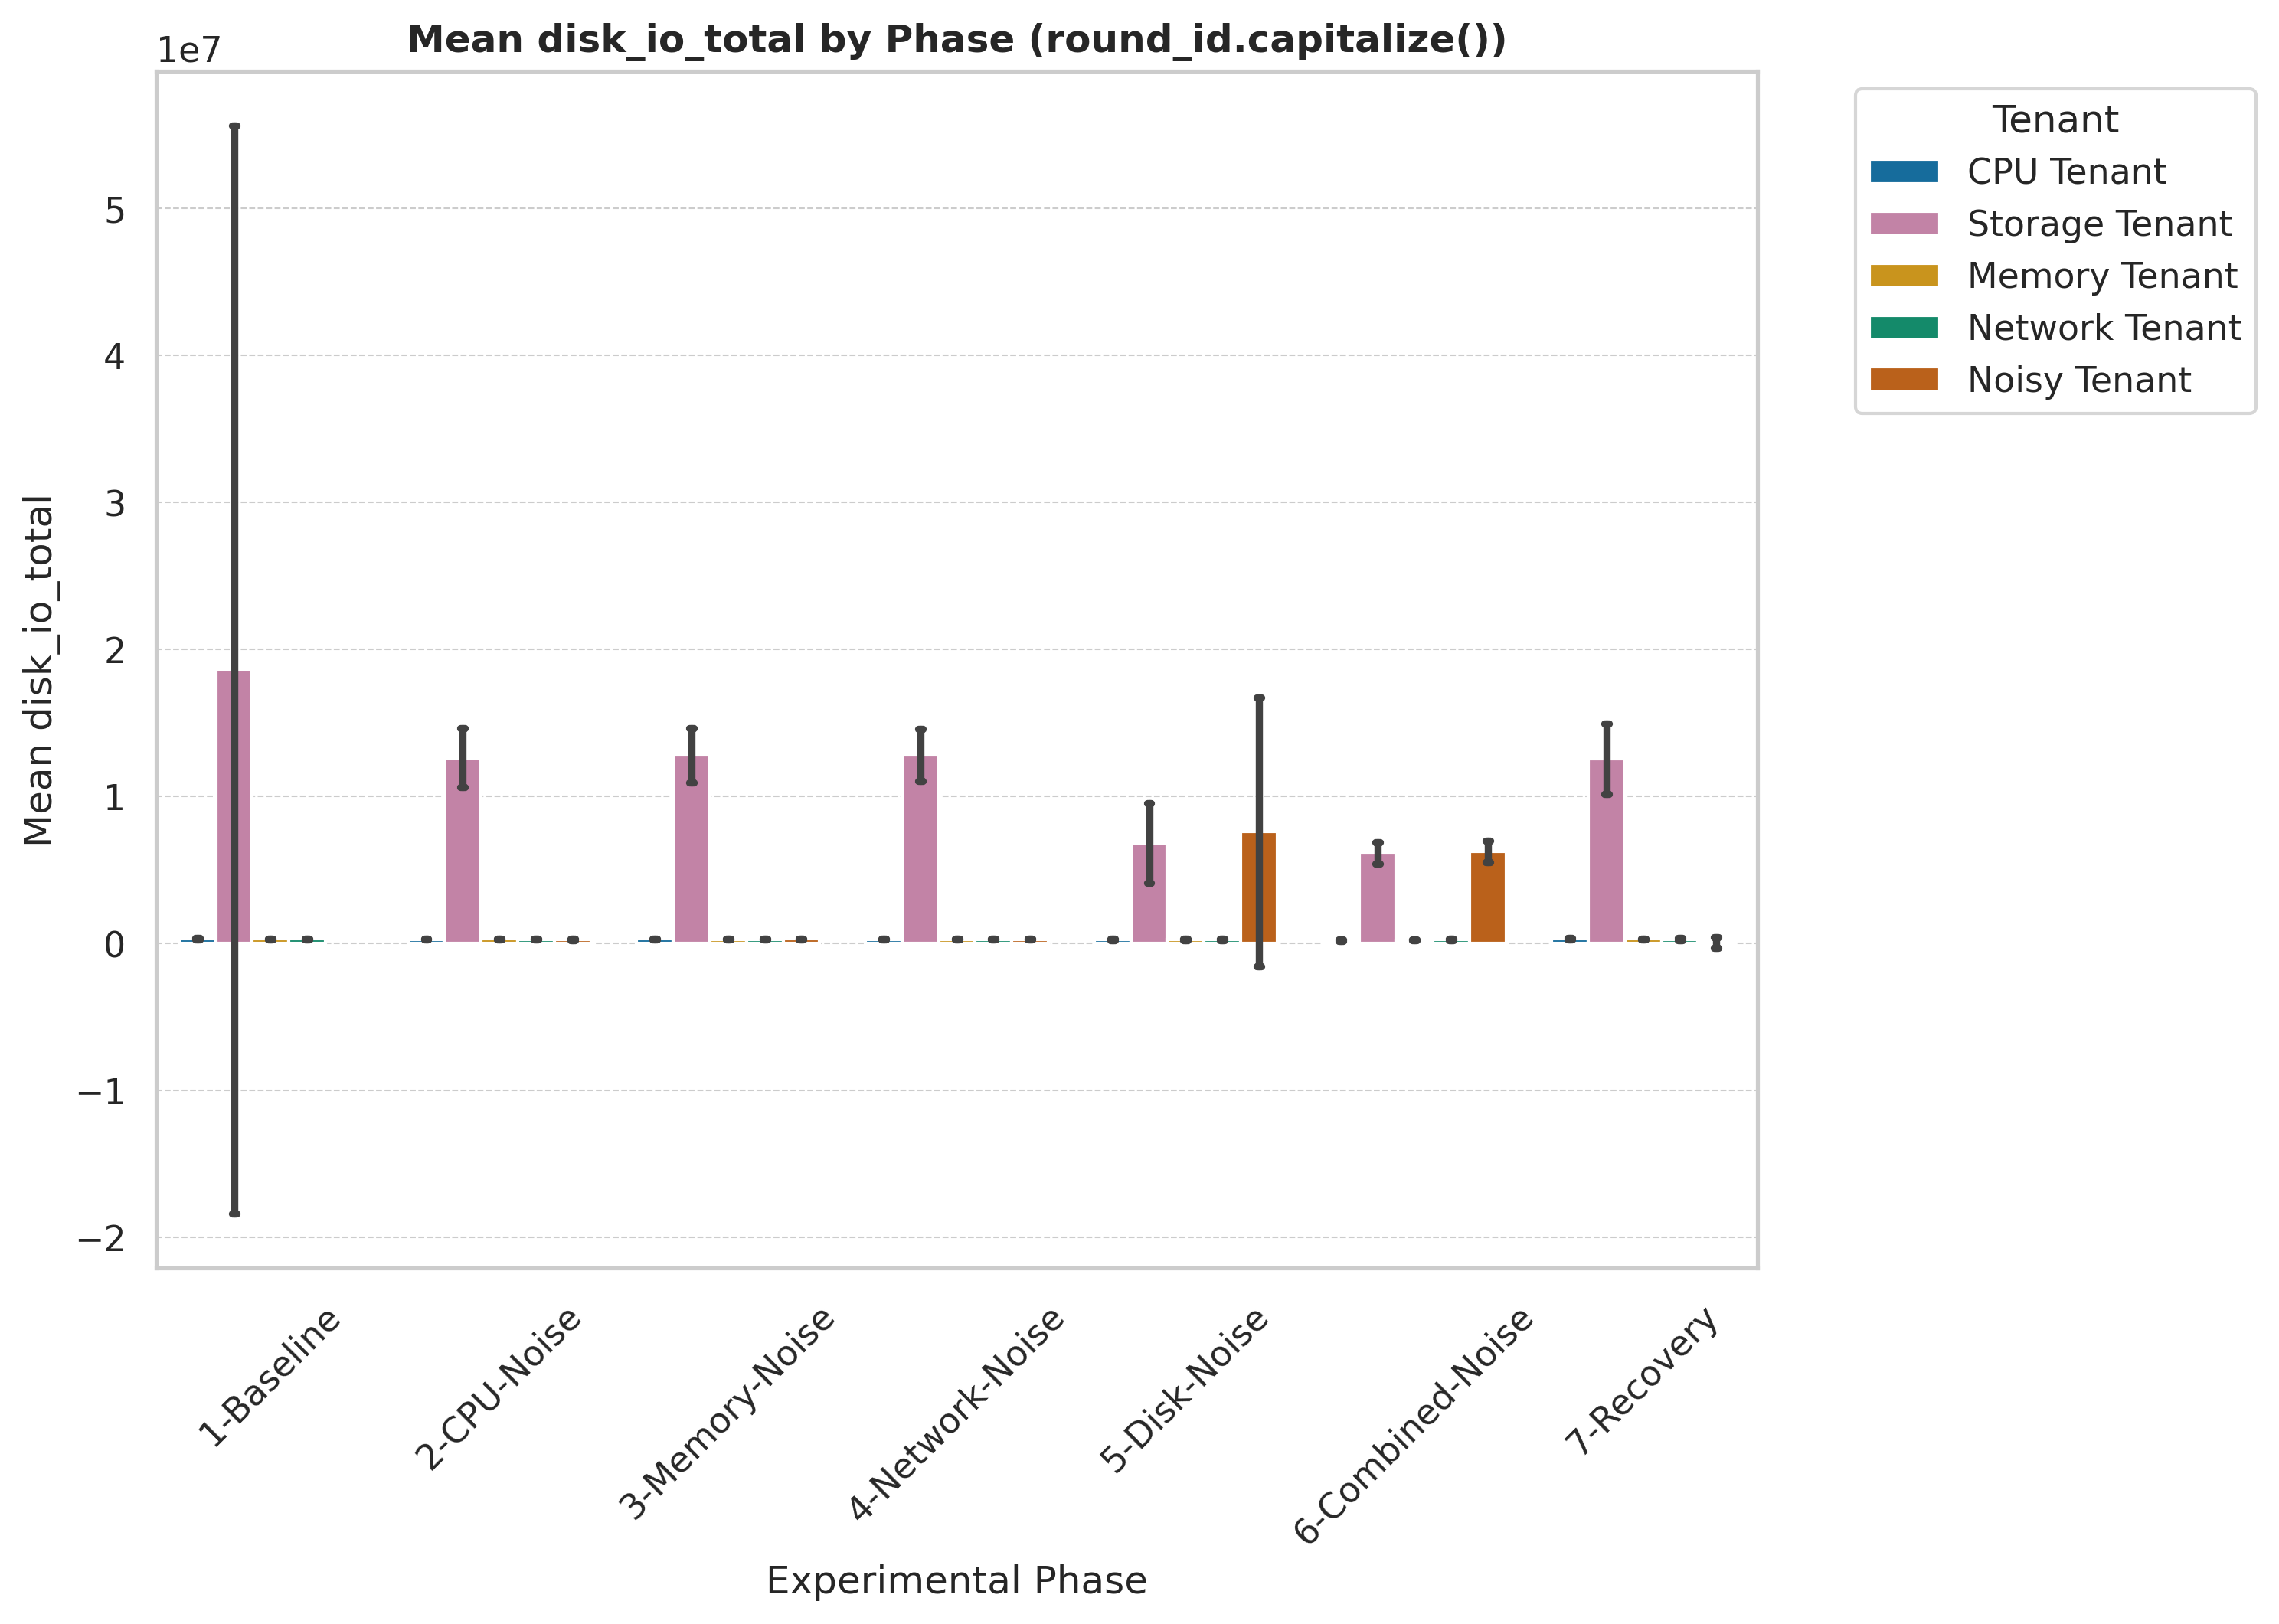 Mean disk_io_total by Phase (round_id.capitalize())
1e7
5
4
3
2
1
0
−1
−2
Mean disk_io_total
1-Baseline
2-CPU-Noise
3-Memory-Noise
4-Network-Noise
5-Disk-Noise
6-Combined-Noise
7-Recovery
Experimental Phase
Tenant
CPU Tenant
Storage Tenant
Memory Tenant
Network Tenant
Noisy Tenant